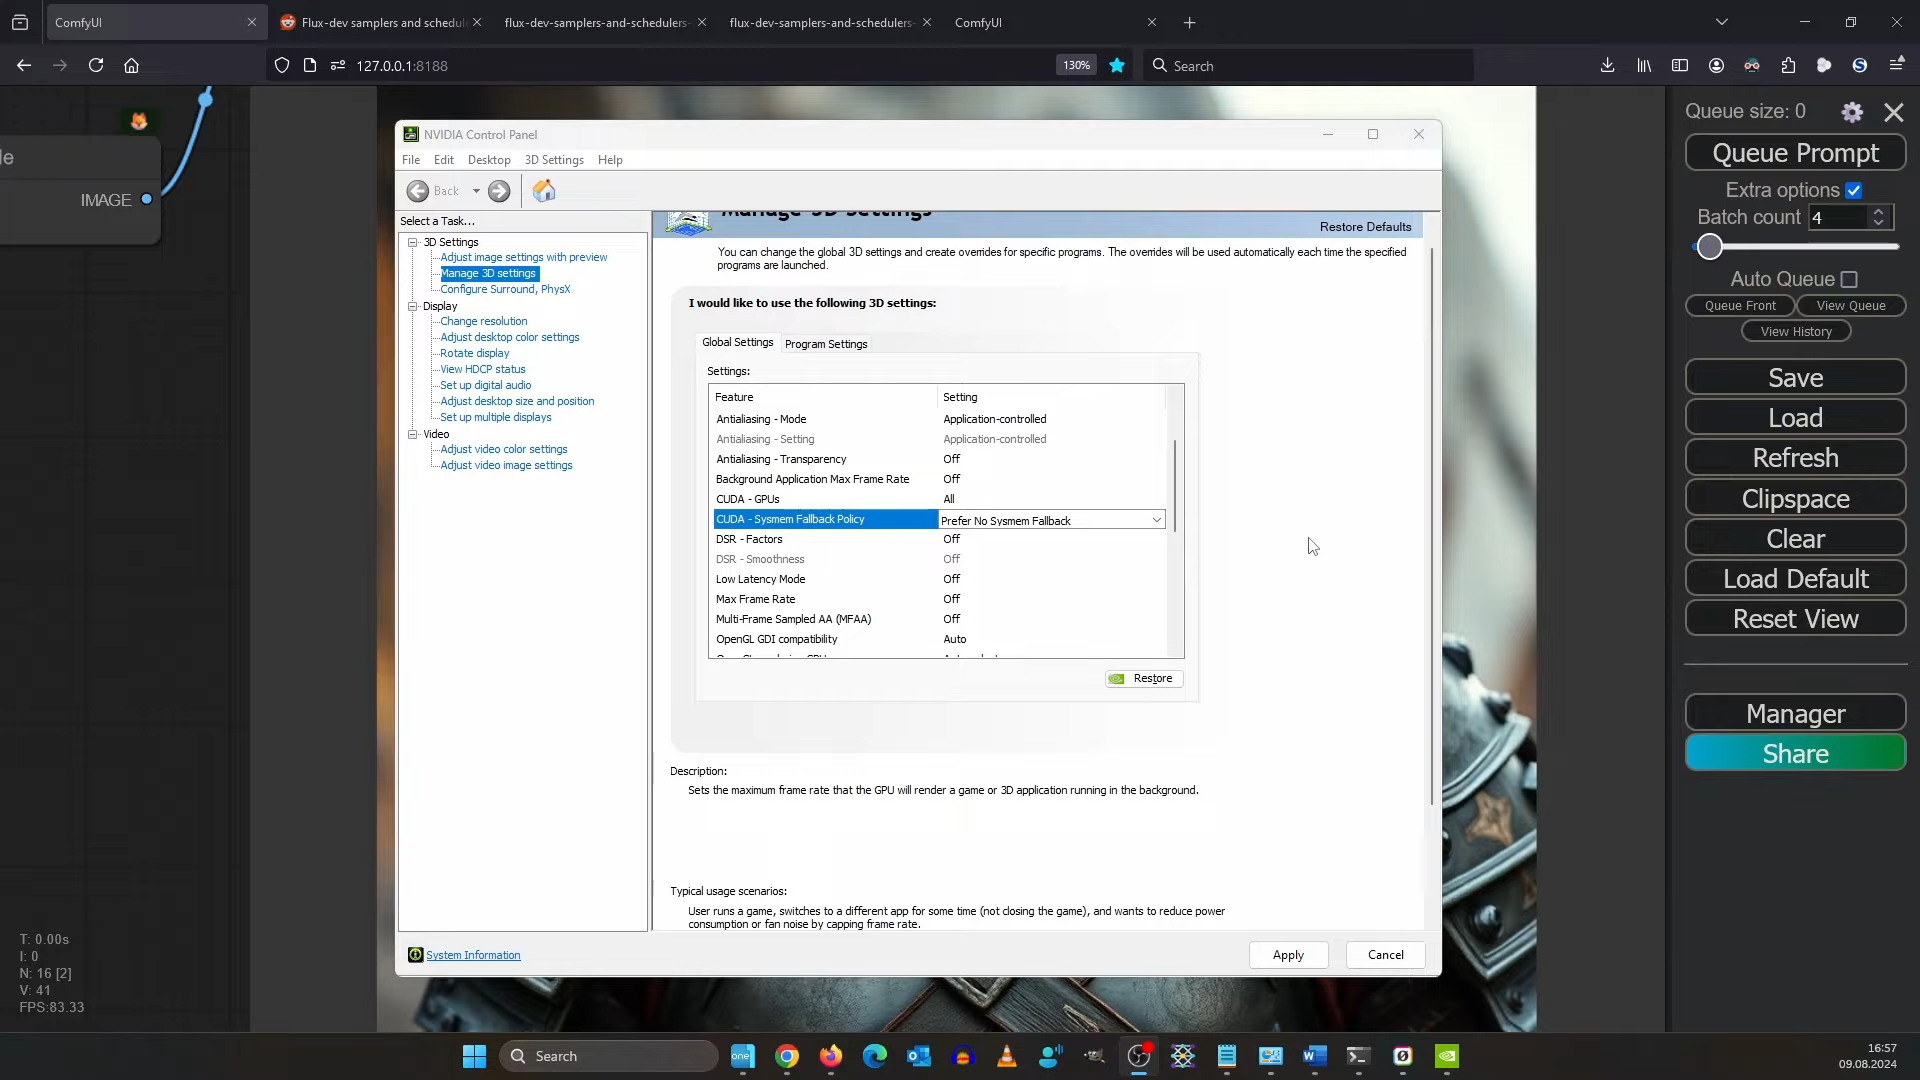 ComfyUI
Flux-dev samplers and schedul
flux-dev-samplers-and-schedulers-
flux-dev-samplers-and-schedulers-
ComfyUI
127.0.0.1:8188
130%
Search
IMAGE
NVIDIA Control Panel
File Edit Desktop 3D Settings Help
Back
Select a Task...
3D Settings
Adjust image settings with preview
Manage 3D settings
Configure Surround, PhysX
Display
Change resolution
Adjust desktop color settings
Rotate display
View HDCP status
Set up digital audio
Adjust desktop size and position
Set up multiple displays
Video
Adjust video color settings
Adjust video image settings
System Information
Manage 3D Settings
Restore Defaults
You can change the global 3D settings and create overrides for specific programs. The overrides will be used automatically each time the specified
programs are launched.
I would like to use the following 3D settings:
Global Settings Program Settings
Settings:
Feature Setting
Antialiasing - Mode Application-controlled
Antialiasing - Setting Application-controlled
Antialiasing - Transparency Off
Background Application Max Frame Rate Off
CUDA - GPUs All
CUDA - Sysmem Fallback Policy Prefer No Sysmem Fallback
DSR - Factors Off
DSR - Smoothness Off
Low Latency Mode Off
Max Frame Rate Off
Multi-Frame Sampled AA (MFAA) Off
OpenGL GDI compatibility Auto
Restore
Description:
Sets the maximum frame rate that the GPU will render a game or 3D application running in the background.
Typical usage scenarios:
User runs a game, switches to a different app for some time (not closing the game), and wants to reduce power
consumption or fan noise by capping frame rate.
Apply Cancel
Queue size: 0
Queue Prompt
Extra options
Batch count 4
Auto Queue
Queue Front View Queue
View History
Save
Load
Refresh
Clipspace
Clear
Load Default
Reset View
Manager
Share
T: 0.00s
I: 0
N: 16 [2]
V: 41
FPS:83.33
Search
one
16:57
09.08.2024